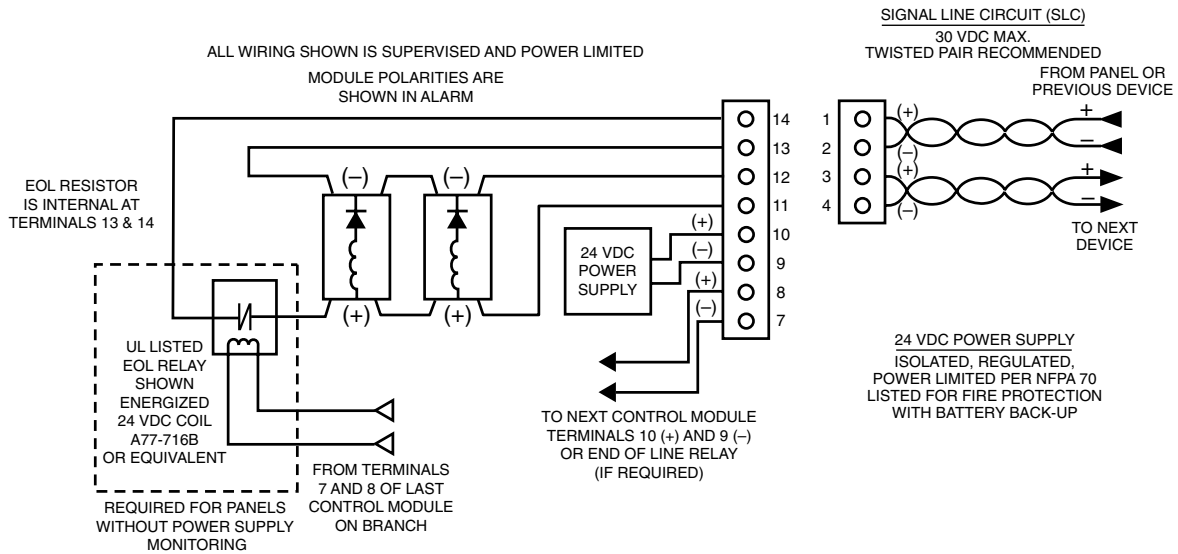 SIGNAL LINE CIRCUIT (SLC)
30 VDC MAX.
TWISTED PAIR RECOMMENDED
FROM PANEL OR
PREVIOUS DEVICE
ALL WIRING SHOWN IS SUPERVISED AND POWER LIMITED
MODULE POLARITIES ARE
SHOWN IN ALARM
14
13
12
11
10
9
8
7
1
2
3
4
(+)
(–)
(+)
(–)
+
–
+
–
TO NEXT
DEVICE
EOL RESISTOR
IS INTERNAL AT
TERMINALS 13 & 14
(–)
(–)
(+)
(+)
24 VDC
POWER
SUPPLY
(+)
(–)
(+)
(–)
UL LISTED
EOL RELAY
SHOWN
ENERGIZED
24 VDC COIL
A77-716B
OR EQUIVALENT
REQUIRED FOR PANELS
WITHOUT POWER SUPPLY
MONITORING
FROM TERMINALS
7 AND 8 OF LAST
CONTROL MODULE
ON BRANCH
TO NEXT CONTROL MODULE
TERMINALS 10 (+) AND 9 (–)
OR END OF LINE RELAY
(IF REQUIRED)
24 VDC POWER SUPPLY
ISOLATED, REGULATED,
POWER LIMITED PER NFPA 70
LISTED FOR FIRE PROTECTION
WITH BATTERY BACK-UP